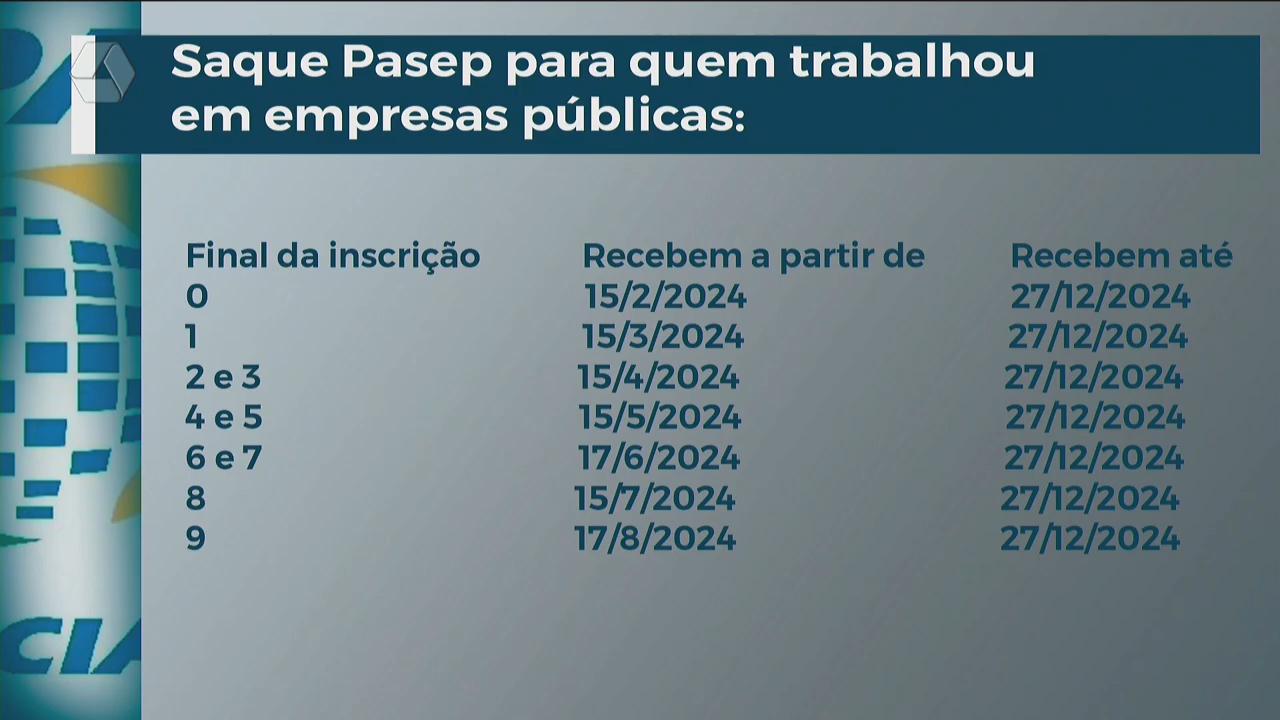 Saque Pasep para quem trabalhou
em empresas públicas:
Final da inscrição Recebem a partir de Recebem até
0 15/2/2024 27/12/2024
1 15/3/2024 27/12/2024
2 e 3 15/4/2024 27/12/2024
4 e 5 15/5/2024 27/12/2024
6 e 7 17/6/2024 27/12/2024
8 15/7/2024 27/12/2024
9 17/8/2024 27/12/2024